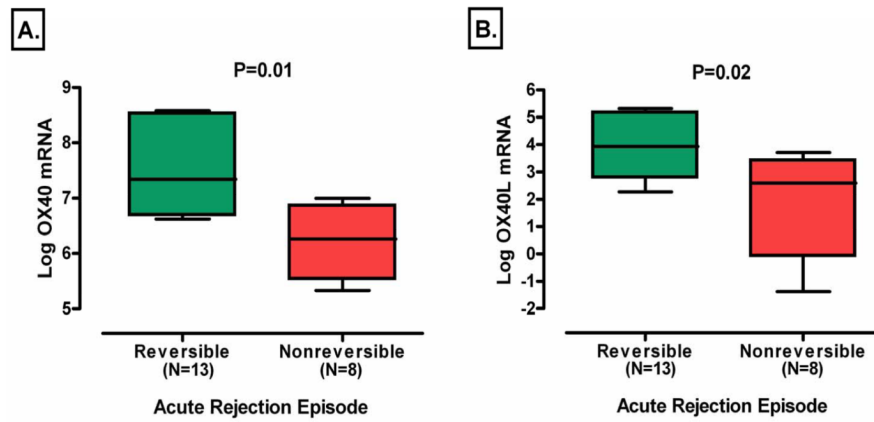 A.
P=0.01
Log OX40 mRNA
9
8
7
6
5
Reversible
(N=13)
Nonreversible
(N=8)
Acute Rejection Episode
B.
P=0.02
Log OX40L mRNA
6
5
4
3
2
1
0
-1
-2
Reversible
(N=13)
Nonreversible
(N=8)
Acute Rejection Episode